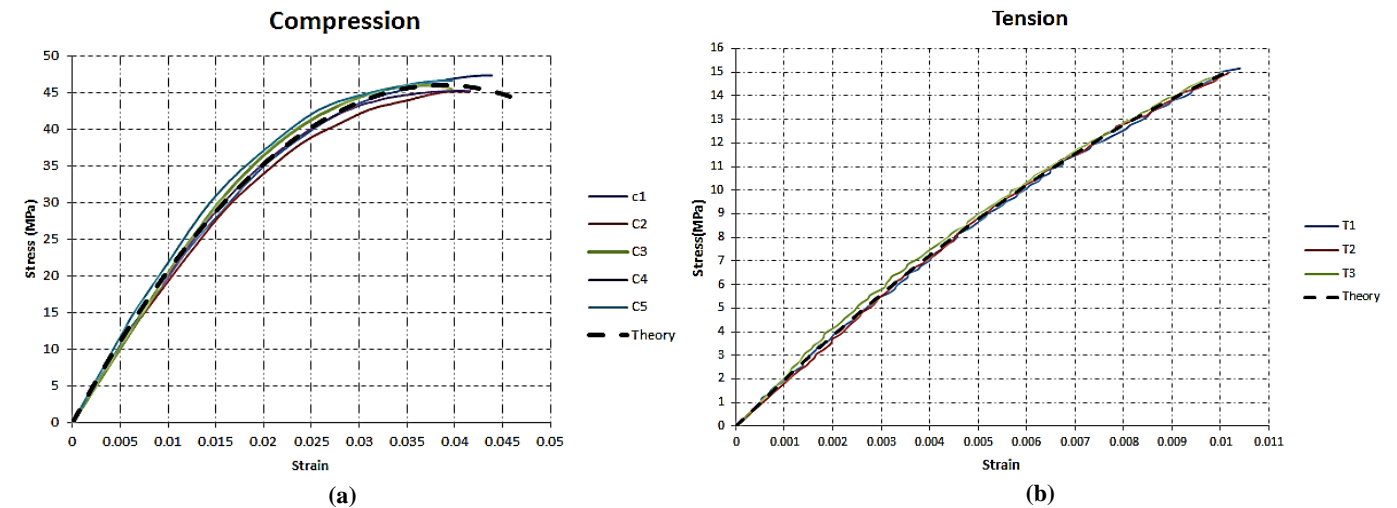 Compression
50
45
40
35
30
25
20
15
10
5
0
Stress (MPa)
0 0.005 0.01 0.015 0.02 0.025 0.03 0.035 0.04 0.045 0.05
Strain
c1
C2
C3
C4
C5
Theory
(a)
Tension
16
15
14
13
12
11
10
9
8
7
6
5
4
3
2
1
0
Stress(MPa)
0 0.001 0.002 0.003 0.004 0.005 0.006 0.007 0.008 0.009 0.01 0.011
Strain
T1
T2
T3
Theory
(b)